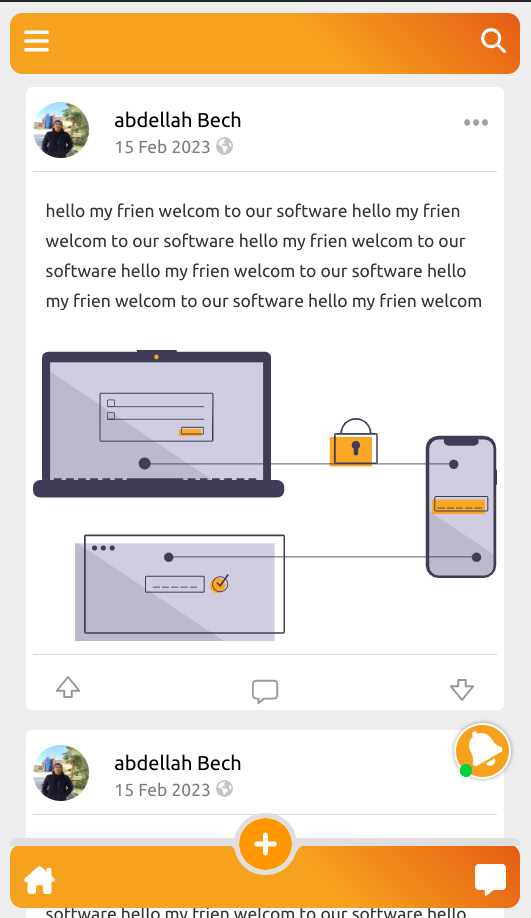 abdellah Bech
15 Feb 2023
hello my frien welcom to our software hello my frien
welcom to our software hello my frien welcom to our
software hello my frien welcom to our software hello
my frien welcom to our software hello my frien welcom
abdellah Bech
15 Feb 2023
software hello my frien welcom to our software hello